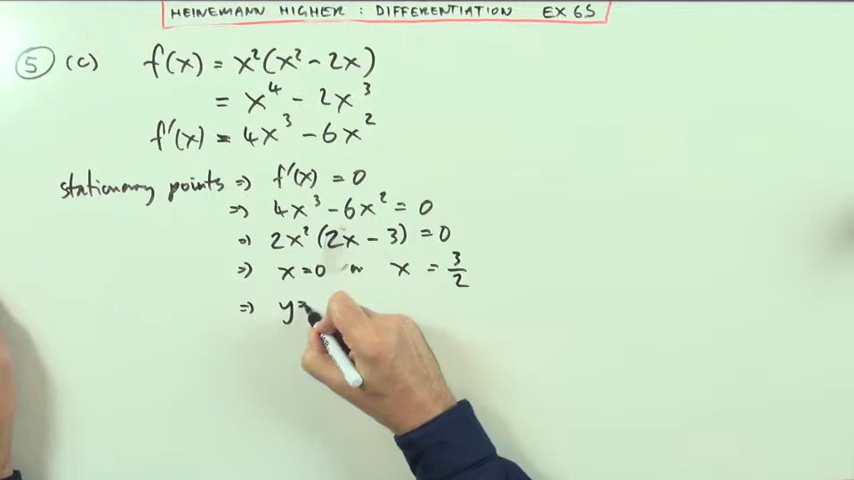 HEINEMANN HIGHER : DIFFERENTIATION EX 6S
5 (c) f(x) = x²(x² - 2x)
= x⁴ - 2x³
f'(x) = 4x³ - 6x²
stationary points => f'(x) = 0
=> 4x³ - 6x² = 0
=> 2x²(2x - 3) = 0
=> x = 0 or x = 3/2
=> y =